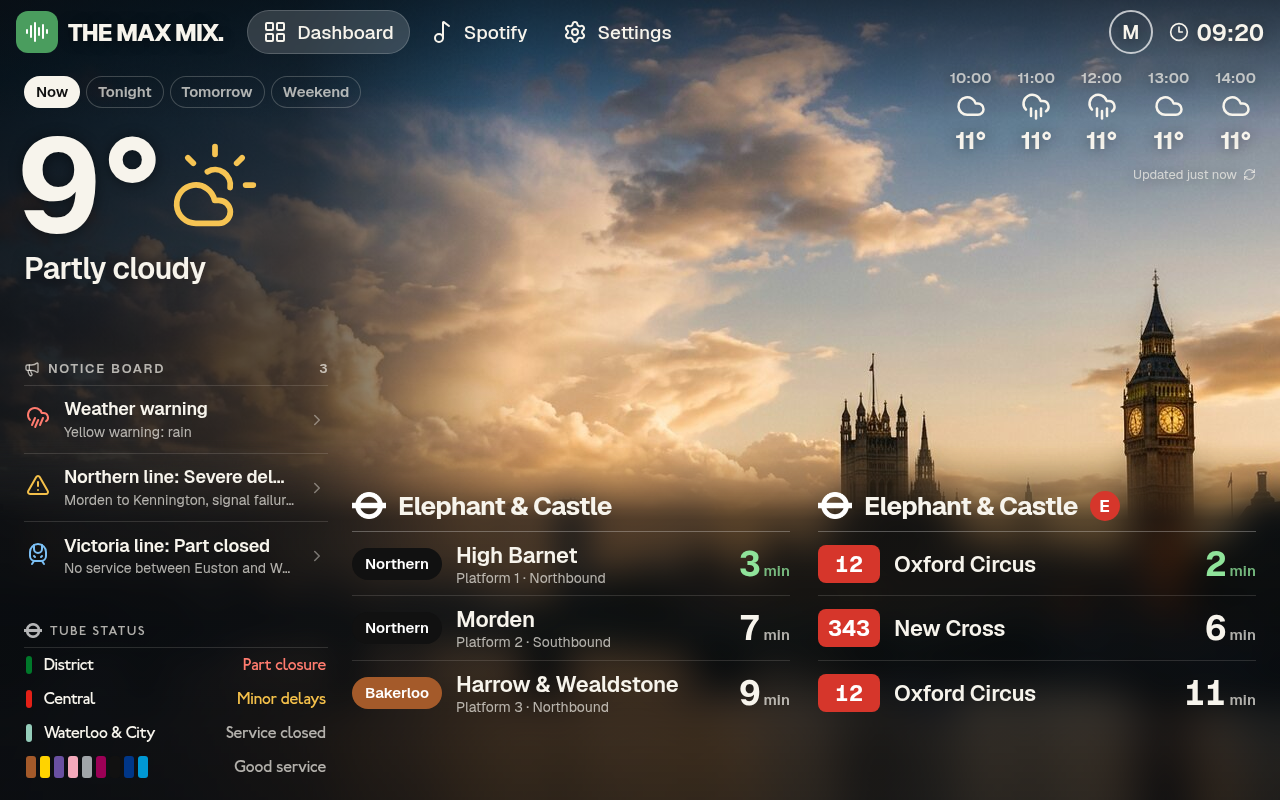 THE MAX MIX.
Dashboard
Spotify
Settings
M
09:20
Now
Tonight
Tomorrow
Weekend
10:00 11:00 12:00 13:00 14:00
11° 11° 11° 11° 11°
Updated just now
9°
Partly cloudy
NOTICE BOARD 3
Weather warning
Yellow warning: rain
Northern line: Severe del...
Morden to Kennington, signal failur...
Victoria line: Part closed
No service between Euston and W...
TUBE STATUS
District Part closure
Central Minor delays
Waterloo & City Service closed
Good service
Elephant & Castle
Northern High Barnet 3 min
Platform 1 · Northbound
Northern Morden 7 min
Platform 2 · Southbound
Bakerloo Harrow & Wealdstone 9 min
Platform 3 · Northbound
Elephant & Castle E
12 Oxford Circus 2 min
343 New Cross 6 min
12 Oxford Circus 11 min